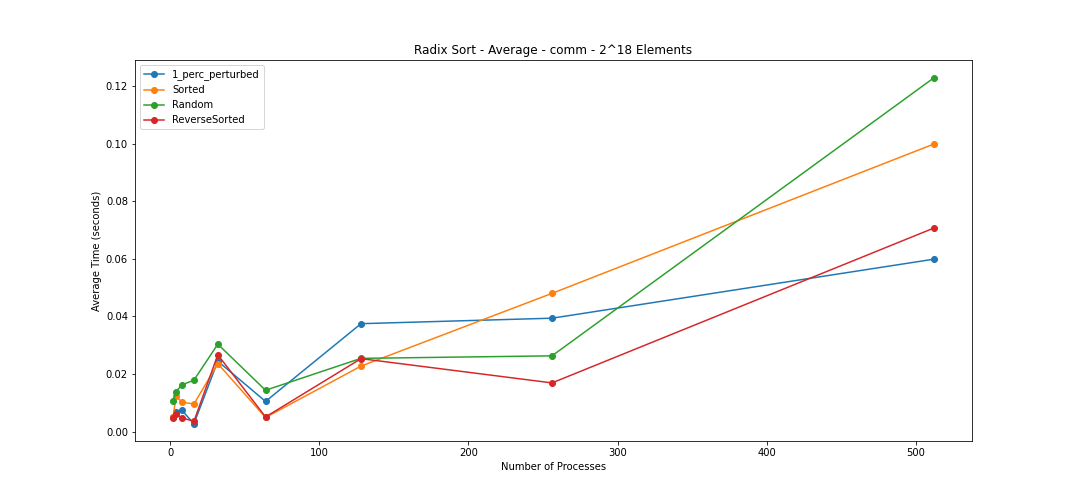 Radix Sort - Average - comm - 2^18 Elements
1_perc_perturbed
Sorted
Random
ReverseSorted
Average Time (seconds)
0.12
0.10
0.08
0.06
0.04
0.02
0.00
0 100 200 300 400 500
Number of Processes